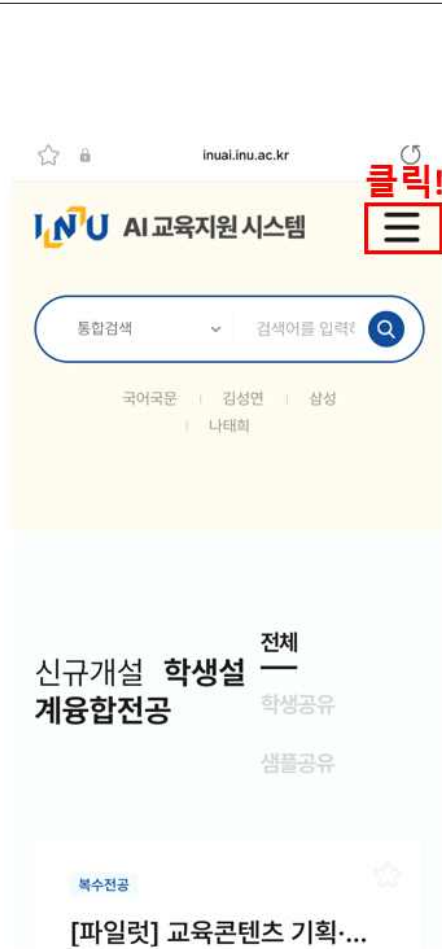 inuai.inu.ac.kr
클릭!
INU AI 교육지원 시스템
통합검색 검색어를 입력
국어국문 김성연 삼성
나태희
전체
신규개설 학생설
계융합전공
학생공유
샘플공유
복수전공
[파일럿] 교육콘텐츠 기획·...